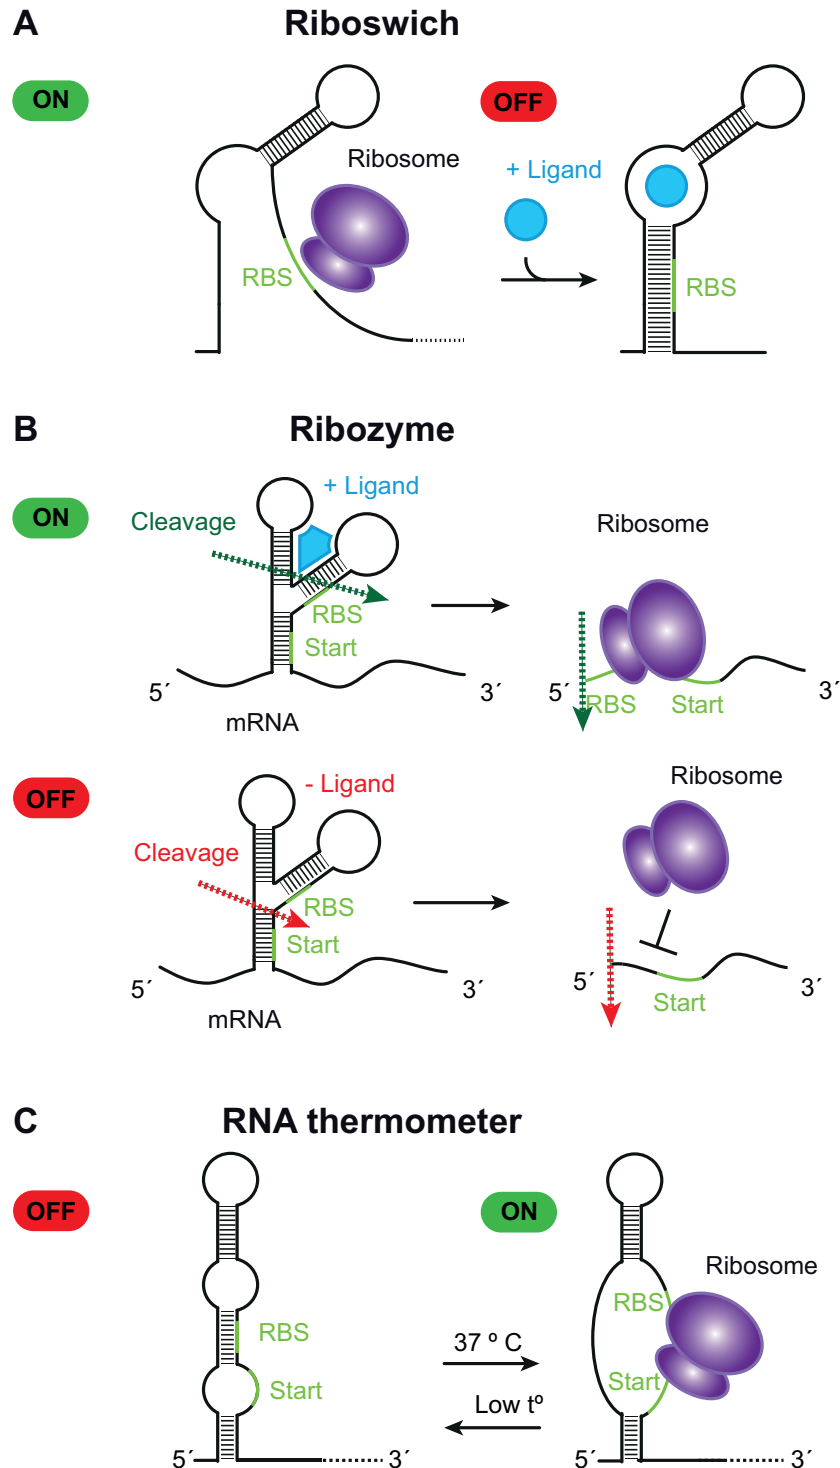 A
Riboswich
ON
OFF
Ribosome
+ Ligand
RBS
RBS
B
Ribozyme
ON
+ Ligand
Cleavage
Ribosome
RBS
Start
5´
3´
mRNA
5´
RBS
Start
3´
OFF
- Ligand
Ribosome
Cleavage
RBS
Start
5´
3´
mRNA
5´
Start
3´
C
RNA thermometer
OFF
ON
Ribosome
RBS
RBS
37 º C
Start
Start
Low tº
5´
3´
5´
3´